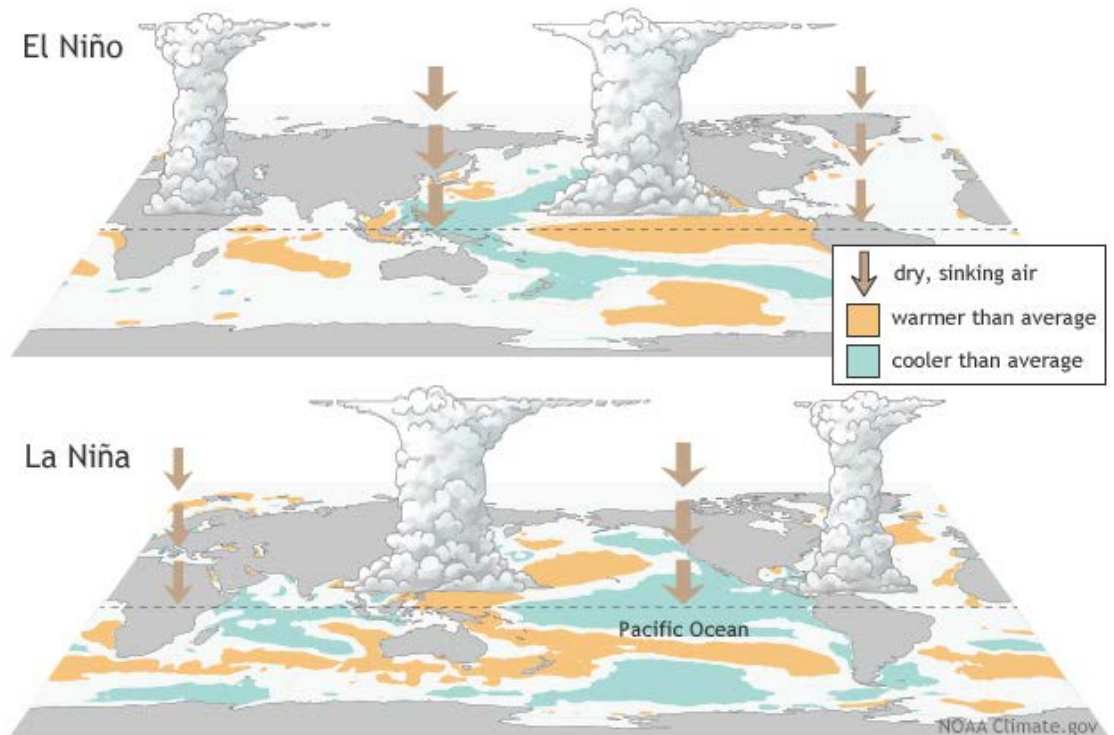 El Niño
dry, sinking air
warmer than average
cooler than average
La Niña
Pacific Ocean
NOAA Climate.gov